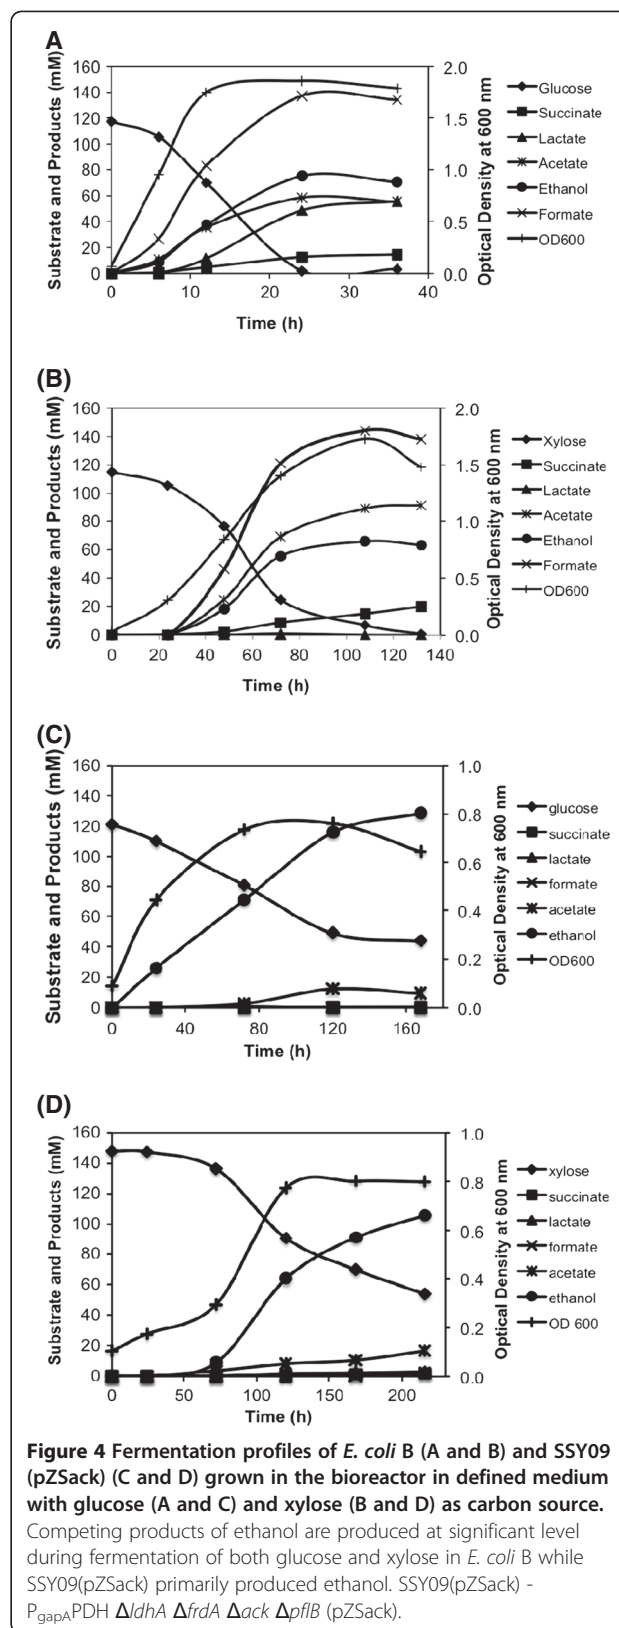 A
160
140
120
100
80
60
40
20
0
Substrate and Products (mM)
2.0
1.5
1.0
0.5
0.0
Optical Density at 600 nm
0 10 20 30 40
Time (h)
Glucose
Succinate
Lactate
Acetate
Ethanol
Formate
OD600
(B)
160
140
120
100
80
60
40
20
0
Substrate and Products (mM)
2.0
1.5
1.0
0.5
0.0
Optical Density at 600 nm
0 20 40 60 80 100 120 140
Time (h)
Xylose
Succinate
Lactate
Acetate
Ethanol
Formate
OD600
(C)
160
140
120
100
80
60
40
20
0
Substrate and Products (mM)
1.0
0.8
0.6
0.4
0.2
0.0
Optical Density at 600 nm
0 40 80 120 160
Time (h)
glucose
succinate
lactate
formate
acetate
ethanol
OD600
(D)
160
140
120
100
80
60
40
20
0
Substrate and Products (mM)
1.0
0.8
0.6
0.4
0.2
0.0
Optical Density at 600 nm
0 50 100 150 200
Time (h)
xylose
succinate
lactate
formate
acetate
ethanol
OD 600
Figure 4 Fermentation profiles of E. coli B (A and B) and SSY09
(pZSack) (C and D) grown in the bioreactor in defined medium
with glucose (A and C) and xylose (B and D) as carbon source.
Competing products of ethanol are produced at significant level
during fermentation of both glucose and xylose in E. coli B while
SSY09(pZSack) primarily produced ethanol. SSY09(pZSack) -
PgapAPDH ΔldhA ΔfrdA Δack ΔpflB (pZSack).